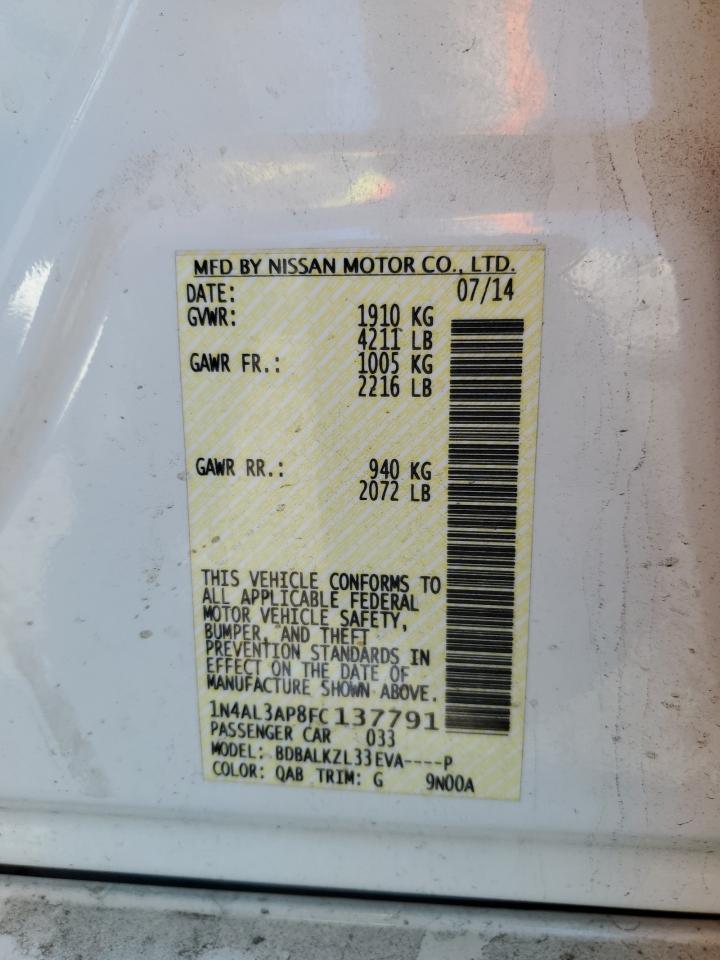 MFD BY NISSAN MOTOR CO., LTD.
DATE: 07/14
GVWR: 1910 KG
4211 LB
GAWR FR.: 1005 KG
2216 LB
GAWR RR.: 940 KG
2072 LB
THIS VEHICLE CONFORMS TO
ALL APPLICABLE FEDERAL
MOTOR VEHICLE SAFETY,
BUMPER, AND THEFT
PREVENTION STANDARDS IN
EFFECT ON THE DATE OF
MANUFACTURE SHOWN ABOVE.
1N4AL3AP8FC137791
PASSENGER CAR 033
MODEL: BDBALKZL33EVA----P
COLOR: QAB TRIM: G 9N00A